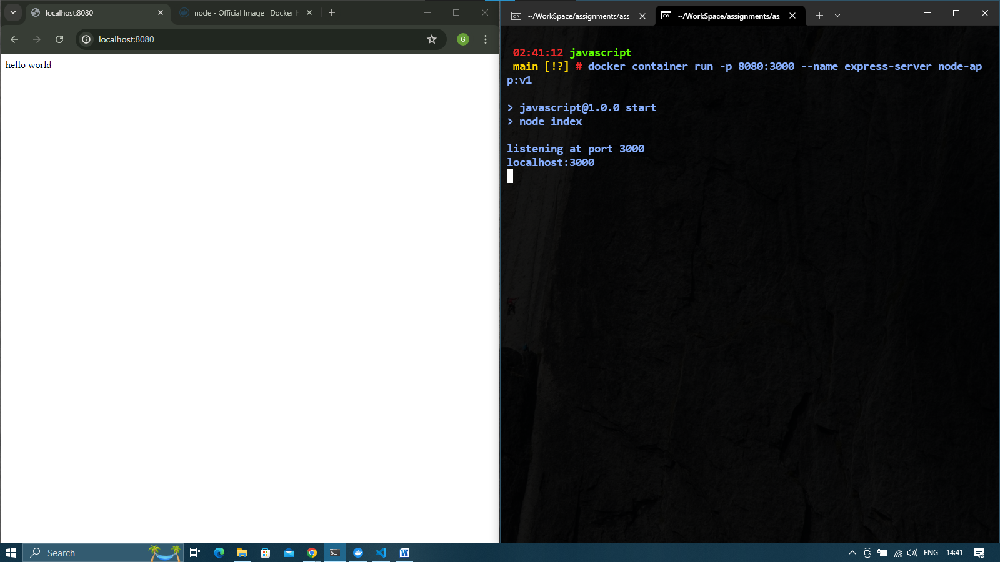 localhost:8080
node - Official Image | Docker H
localhost:8080
G
hello world
~/WorkSpace/assignments/ass
~/WorkSpace/assignments/as
02:41:12 javascript
main [!?] # docker container run -p 8080:3000 --name express-server node-ap
p:v1
> javascript@1.0.0 start
> node index
listening at port 3000
localhost:3000
Search
ENG
14:41